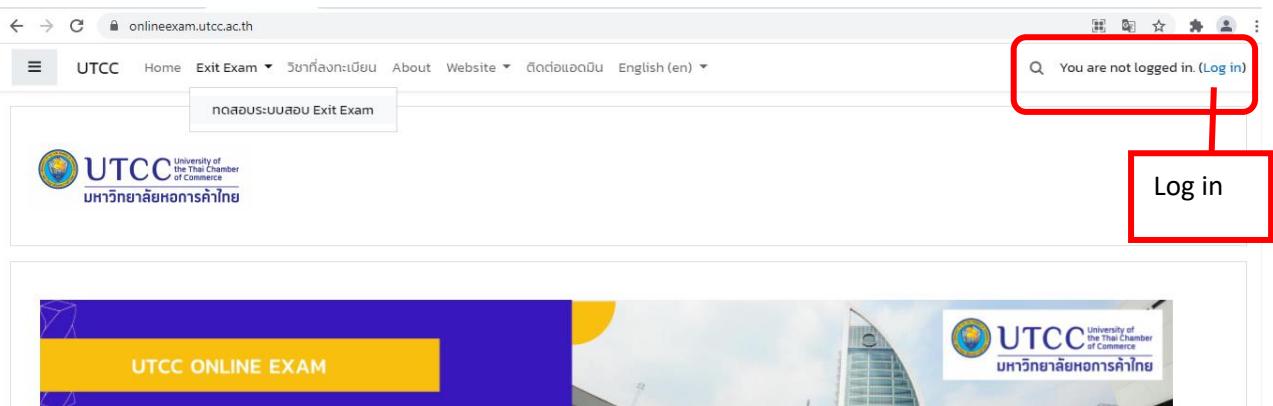 onlineexam.utcc.ac.th
UTCC Home Exit Exam วิชาที่ลงทะเบียน About Website ติดต่อแอดมิน English (en) You are not logged in. (Log in)
ทดสอบระบบสอบ Exit Exam
UTCC University of the Thai Chamber of Commerce
มหาวิทยาลัยหอการค้าไทย
Log in
UTCC ONLINE EXAM
UTCC University of the Thai Chamber of Commerce
มหาวิทยาลัยหอการค้าไทย